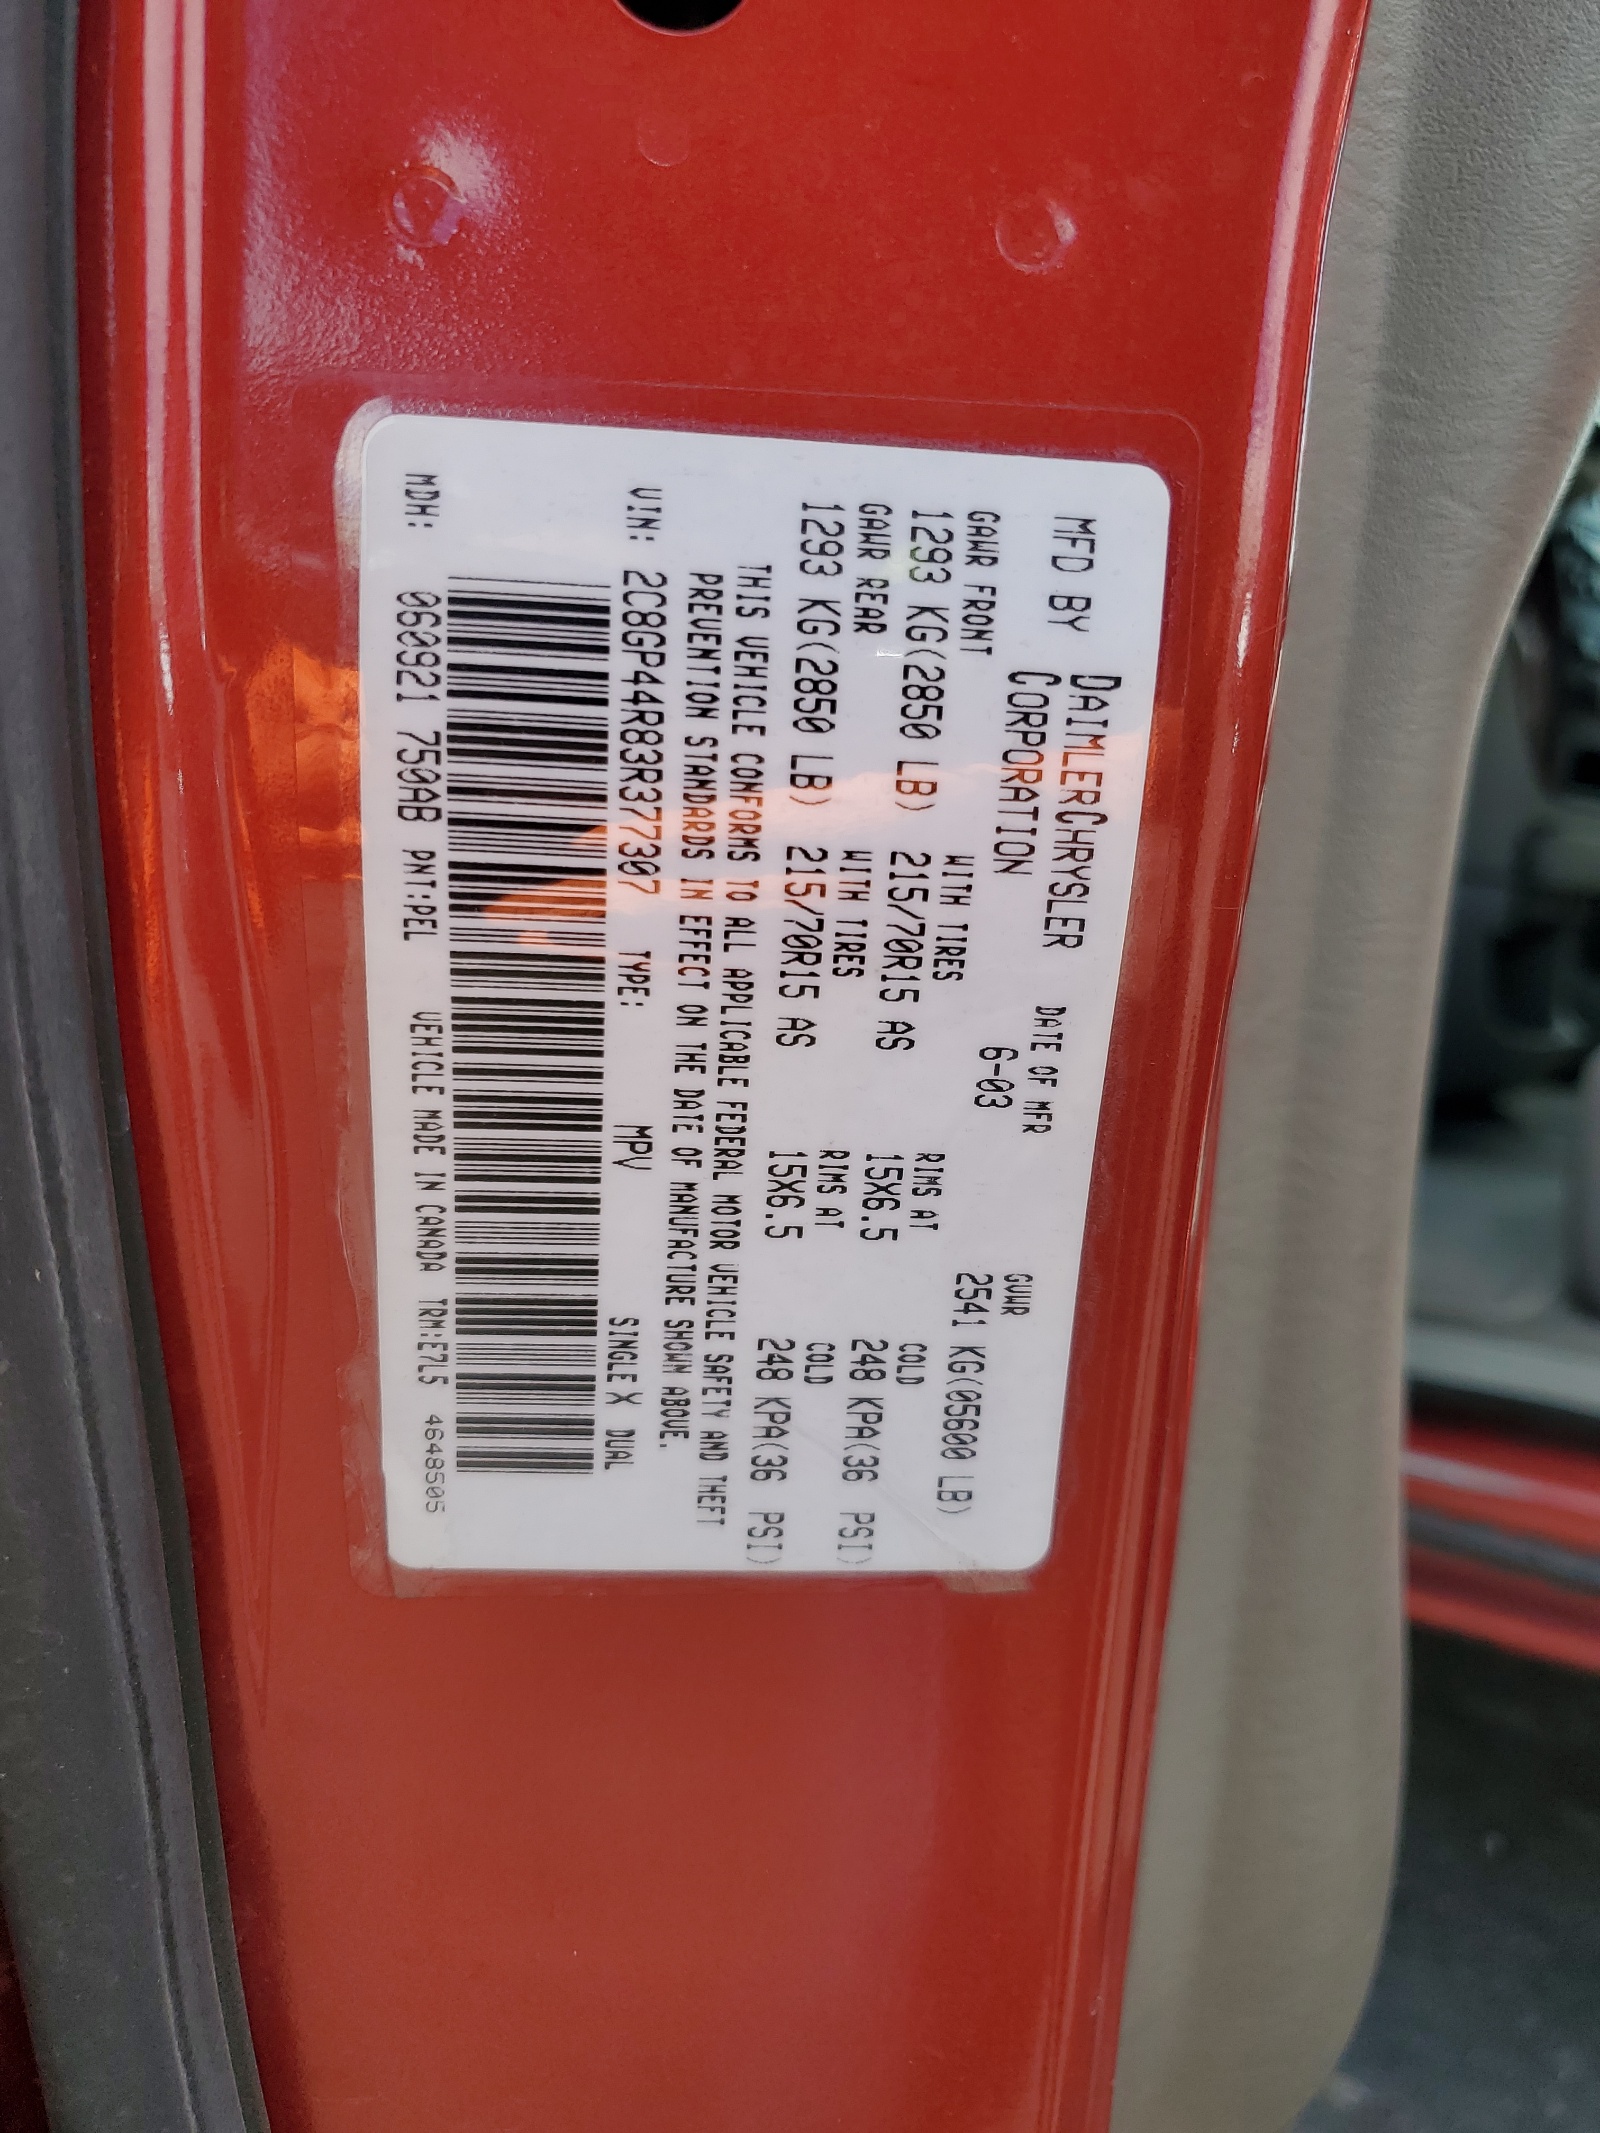 MFD BY DAIMLERCHRYSLER CORPORATION DATE OF MFR 6-03 GVWR 2541 KG(05600 LB)
GAWR FRONT WITH TIRES RIMS AT COLD
1293 KG(2850 LB) 215/70R15 AS 15X6.5 248 KPA(36 PSI)
GAWR REAR WITH TIRES RIMS AT COLD
1293 KG(2850 LB) 215/70R15 AS 15X6.5 248 KPA(36 PSI)
THIS VEHICLE CONFORMS TO ALL APPLICABLE FEDERAL MOTOR VEHICLE SAFETY AND THEFT
PREVENTION STANDARDS IN EFFECT ON THE DATE OF MANUFACTURE SHOWN ABOVE.
VIN: 2C8GP44R83R377307 TYPE: MPV SINGLE X DUAL
MDH: 060921 750AB PNT:PEL VEHICLE MADE IN CANADA TRM:E7L5 4648505